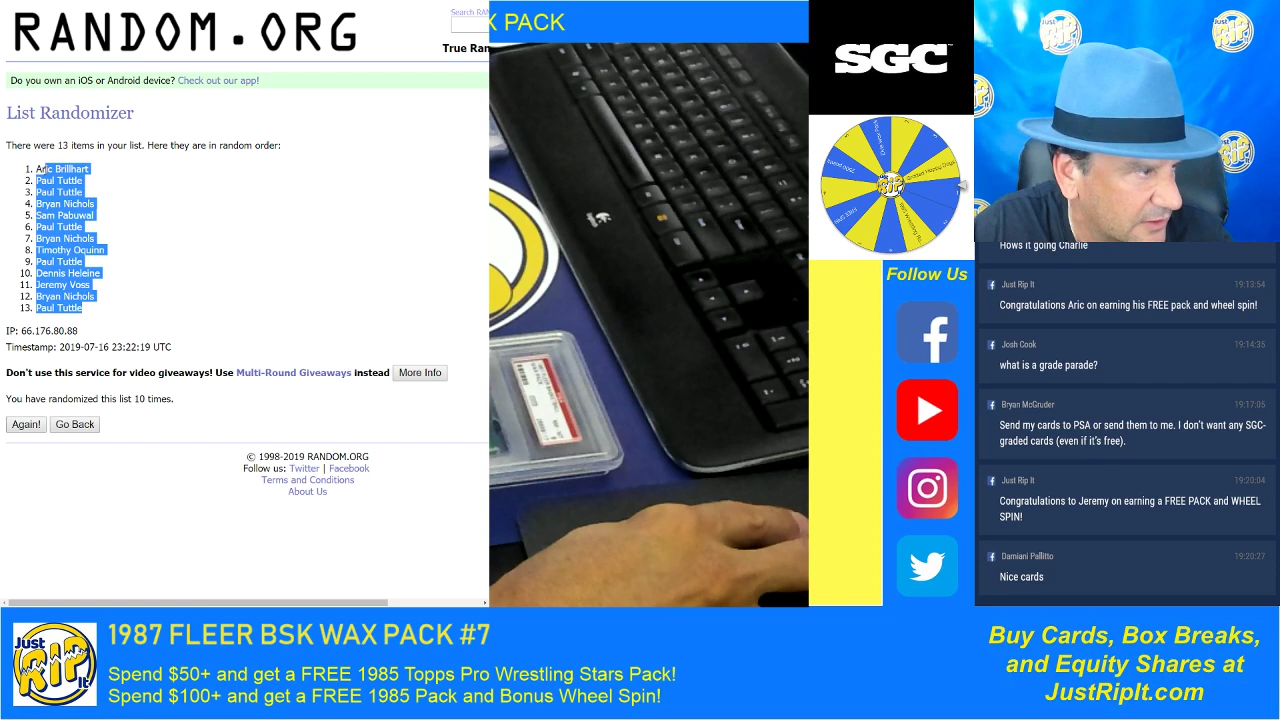 RANDOM.ORG
Search RAN
True Ran
Do you own an iOS or Android device? Check out our app!
List Randomizer
There were 13 items in your list. Here they are in random order:
1. Aric Brillhart
2. Paul Tuttle
3. Paul Tuttle
4. Bryan Nichols
5. Sam Pabuwal
6. Paul Tuttle
7. Bryan Nichols
8. Timothy Oquinn
9. Paul Tuttle
10. Dennis Heleine
11. Jeremy Voss
12. Bryan Nichols
13. Paul Tuttle
IP: 66.176.80.88
Timestamp: 2019-07-16 23:22:19 UTC
Don't use this service for video giveaways! Use Multi-Round Giveaways instead More Info
You have randomized this list 10 times.
Again! Go Back
© 1998-2019 RANDOM.ORG
Follow us: Twitter | Facebook
Terms and Conditions
About Us
X PACK
Logitech
SGC
FREE SPIN
Follow Us
Just Rip It
Hows it going Charlie
Just Rip It 19:13:54
Congratulations Aric on earning his FREE pack and wheel spin!
Josh Cook 19:14:35
what is a grade parade?
Bryan McGruder 19:17:05
Send my cards to PSA or send them to me. I don't want any SGC-
graded cards (even if it's free).
Just Rip It 19:20:04
Congratulations to Jeremy on earning a FREE PACK and WHEEL
SPIN!
Damiani Pallitto 19:20:27
Nice cards
Just RIP It
1987 FLEER BSK WAX PACK #7
Spend $50+ and get a FREE 1985 Topps Pro Wrestling Stars Pack!
Spend $100+ and get a FREE 1985 Pack and Bonus Wheel Spin!
Buy Cards, Box Breaks,
and Equity Shares at
JustRipIt.com